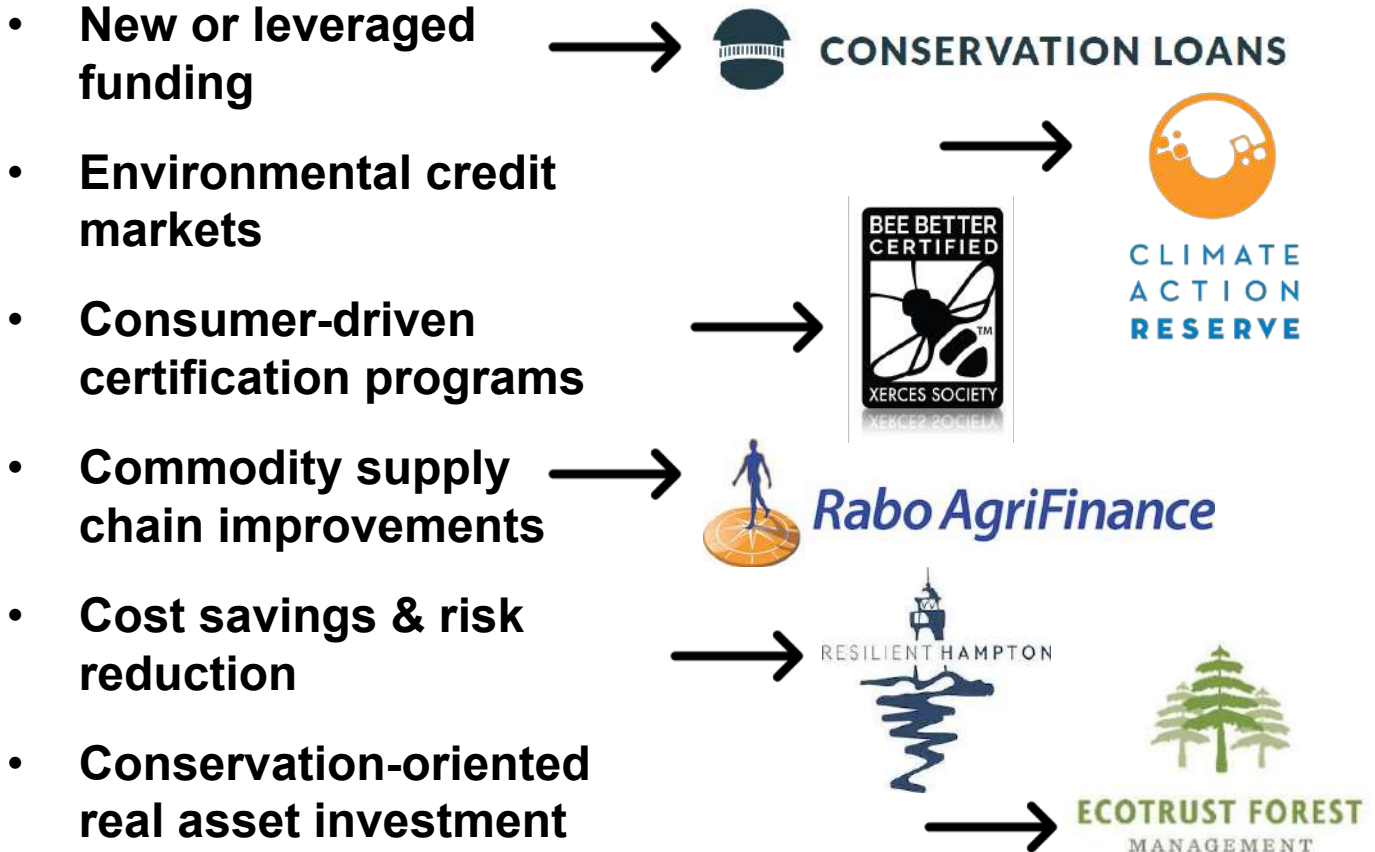 • New or leveraged
funding
CONSERVATION LOANS
• Environmental credit
markets
CLIMATE
ACTION
RESERVE
• Consumer-driven
certification programs
BEE BETTER
CERTIFIED
TM
XERCES SOCIETY
• Commodity supply
chain improvements
Rabo AgriFinance
• Cost savings & risk
reduction
RESILIENT HAMPTON
• Conservation-oriented
real asset investment
ECOTRUST FOREST
MANAGEMENT